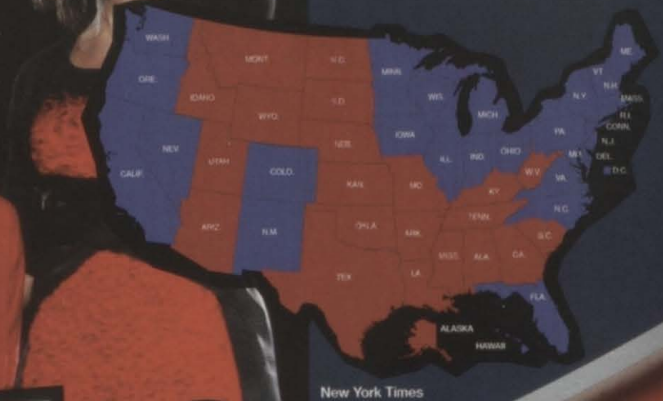 WASH
ORE.
CALIF.
NEV.
IDAHO
MONT.
WYO.
UTAH
COLO.
ARIZ.
N.M.
N.D.
S.D.
NEB.
KAN.
OKLA.
TEX.
MINN.
IOWA
MO.
ARK.
LA.
WIS.
ILL.
MICH.
IND.
OHIO
KY.
TENN.
MISS.
ALA.
GA.
FLA.
S.C.
N.C.
VA.
W.V.
PA.
N.Y.
VT.
N.H.
ME.
MASS.
R.I.
CONN.
N.J.
DEL.
MD.
D.C.
ALASKA
HAWAII
New York Times